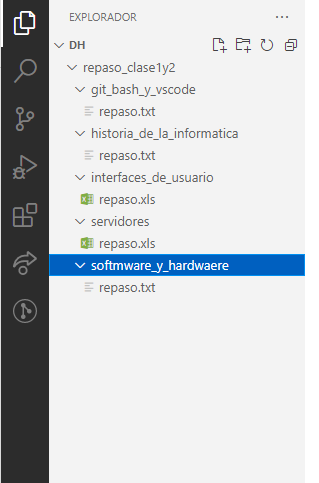 EXPLORADOR
DH
repaso_clase1y2
git_bash_y_vscode
repaso.txt
historia_de_la_informatica
repaso.txt
interfaces_de_usuario
repaso.xls
servidores
repaso.xls
softmware_y_hardwaere
repaso.txt